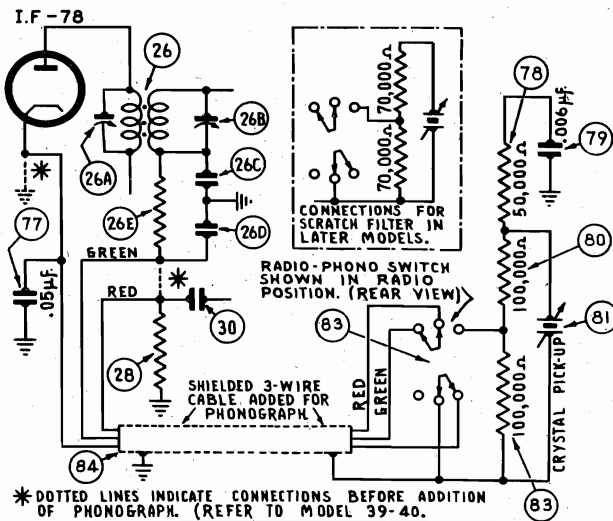 I.F-78
26
26A
26B
26C
26D
26E
77
.05µF.
GREEN
RED
30
28
SHIELDED 3-WIRE
CABLE ADDED FOR
PHONOGRAPH
84
70,000Ω
70,000Ω
CONNECTIONS FOR
SCRATCH FILTER IN
LATER MODELS.
RADIO-PHONO SWITCH
SHOWN IN RADIO
POSITION. (REAR VIEW)
83
RED
GREEN
78
.006µF.
79
50,000Ω
80
100,000Ω
81
CRYSTAL PICK-UP
100,000Ω
83
* DOTTED LINES INDICATE CONNECTIONS BEFORE ADDITION
OF PHONOGRAPH. (REFER TO MODEL 39-40.